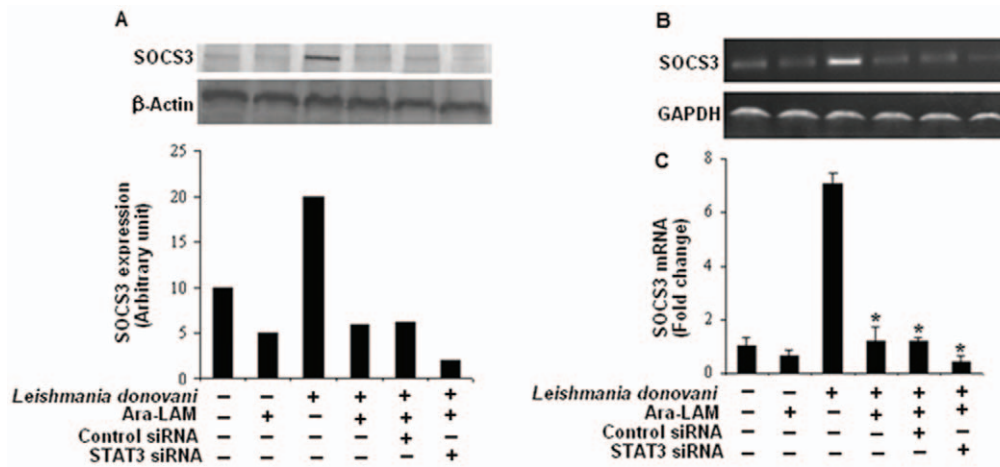 A
SOCS3
β-Actin
25
20
15
10
5
0
SOCS3 expression
(Arbitrary unit)
Leishmania donovani - - + + + +
Ara-LAM - + - + + +
Control siRNA - - - - + -
STAT3 siRNA - - - - - +
B
SOCS3
GAPDH
C
8
6
4
2
0
SOCS3 mRNA
(Fold change)
* * *
Leishmania donovani - - + + + +
Ara-LAM - + - + + +
Control siRNA - - - - + -
STAT3 siRNA - - - - - +